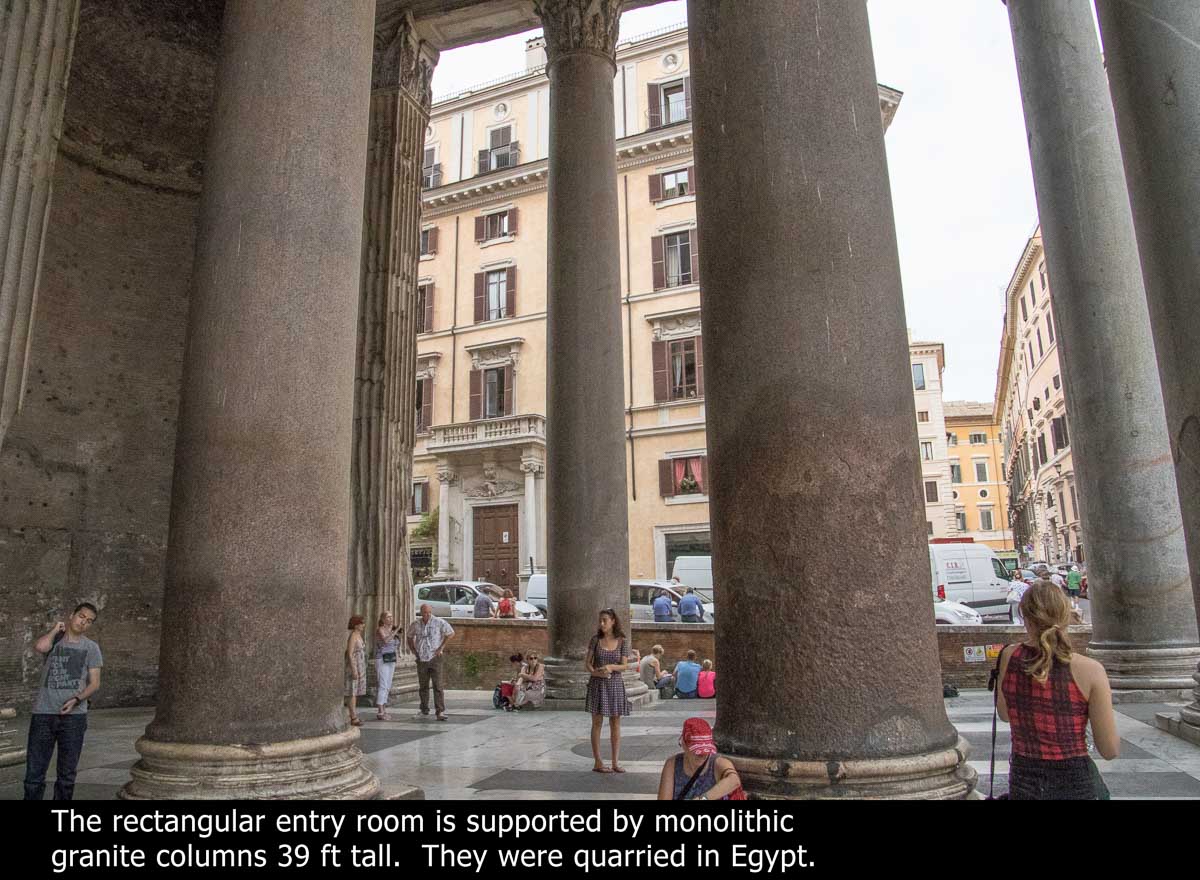 The rectangular entry room is supported by monolithic
granite columns 39 ft tall.  They were quarried in Egypt.